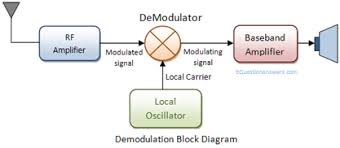 DeModulator
RF
Amplifier
Modulated
signal
Modulating
signal
Baseband
Amplifier
Local Carrier
Local
Oscillator
Demodulation Block Diagram